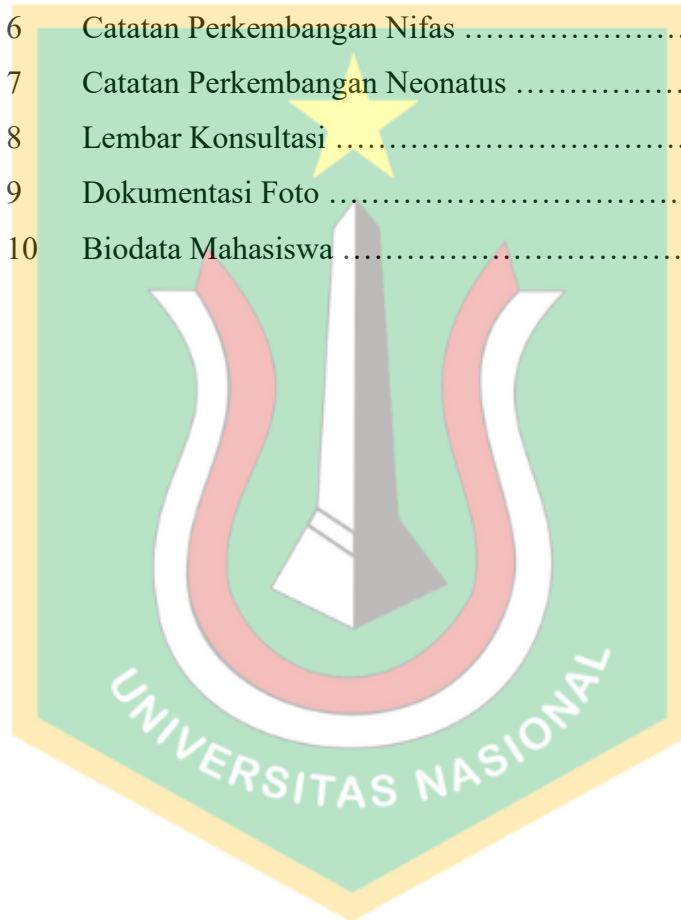 6 Catatan Perkembangan Nifas ……………………
7 Catatan Perkembangan Neonatus ………………
8 Lembar Konsultasi ………………………………
9 Dokumentasi Foto ………………………………
10 Biodata Mahasiswa ………………………………
UNIVERSITAS NASIONAL